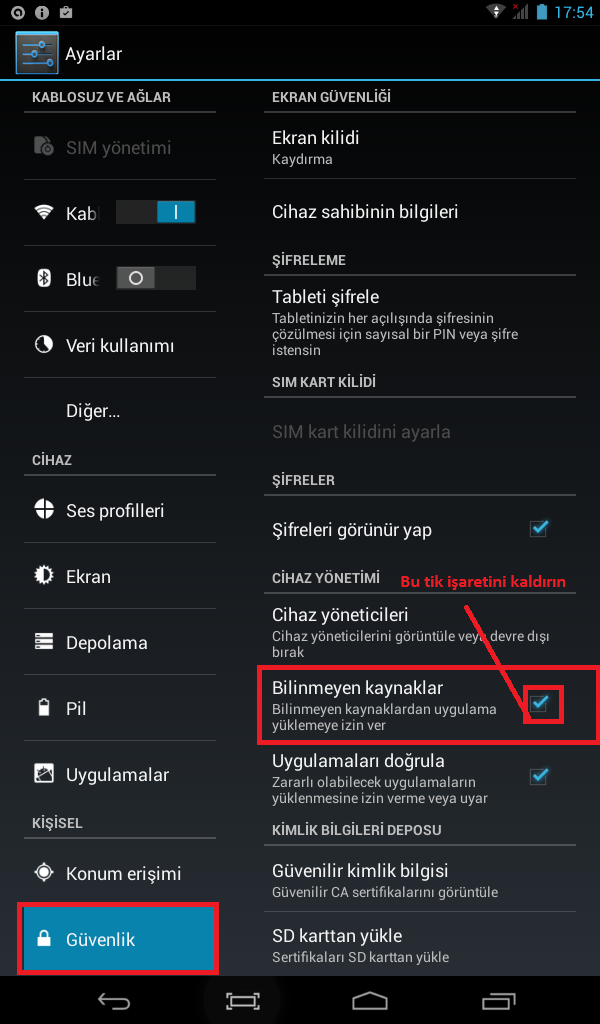 17:54
Ayarlar
KABLOSUZ VE AĞLAR
SIM yönetimi
Kabl
Blue
Veri kullanımı
Diğer...
CİHAZ
Ses profilleri
Ekran
Depolama
Pil
Uygulamalar
KİŞİSEL
Konum erişimi
Güvenlik
EKRAN GÜVENLİĞİ
Ekran kilidi
Kaydırma
Cihaz sahibinin bilgileri
ŞİFRELEME
Tableti şifrele
Tabletinizin her açılışında şifresinin
çözülmesi için sayısal bir PIN veya şifre
istensin
SIM KART KİLİDİ
SIM kart kilidini ayarla
ŞİFRELER
Şifreleri görünür yap
CİHAZ YÖNETİMİ
Bu tik işaretini kaldırın
Cihaz yöneticileri
Cihaz yöneticilerini görüntüle veya devre dışı
bırak
Bilinmeyen kaynaklar
Bilinmeyen kaynaklardan uygulama
yüklemeye izin ver
Uygulamaları doğrula
Zararlı olabilecek uygulamaların
yüklenmesine izin verme veya uyar
KİMLİK BİLGİLERİ DEPOSU
Güvenilir kimlik bilgisi
Güvenilir CA sertifikalarını görüntüle
SD karttan yükle
Sertifikaları SD karttan yükle